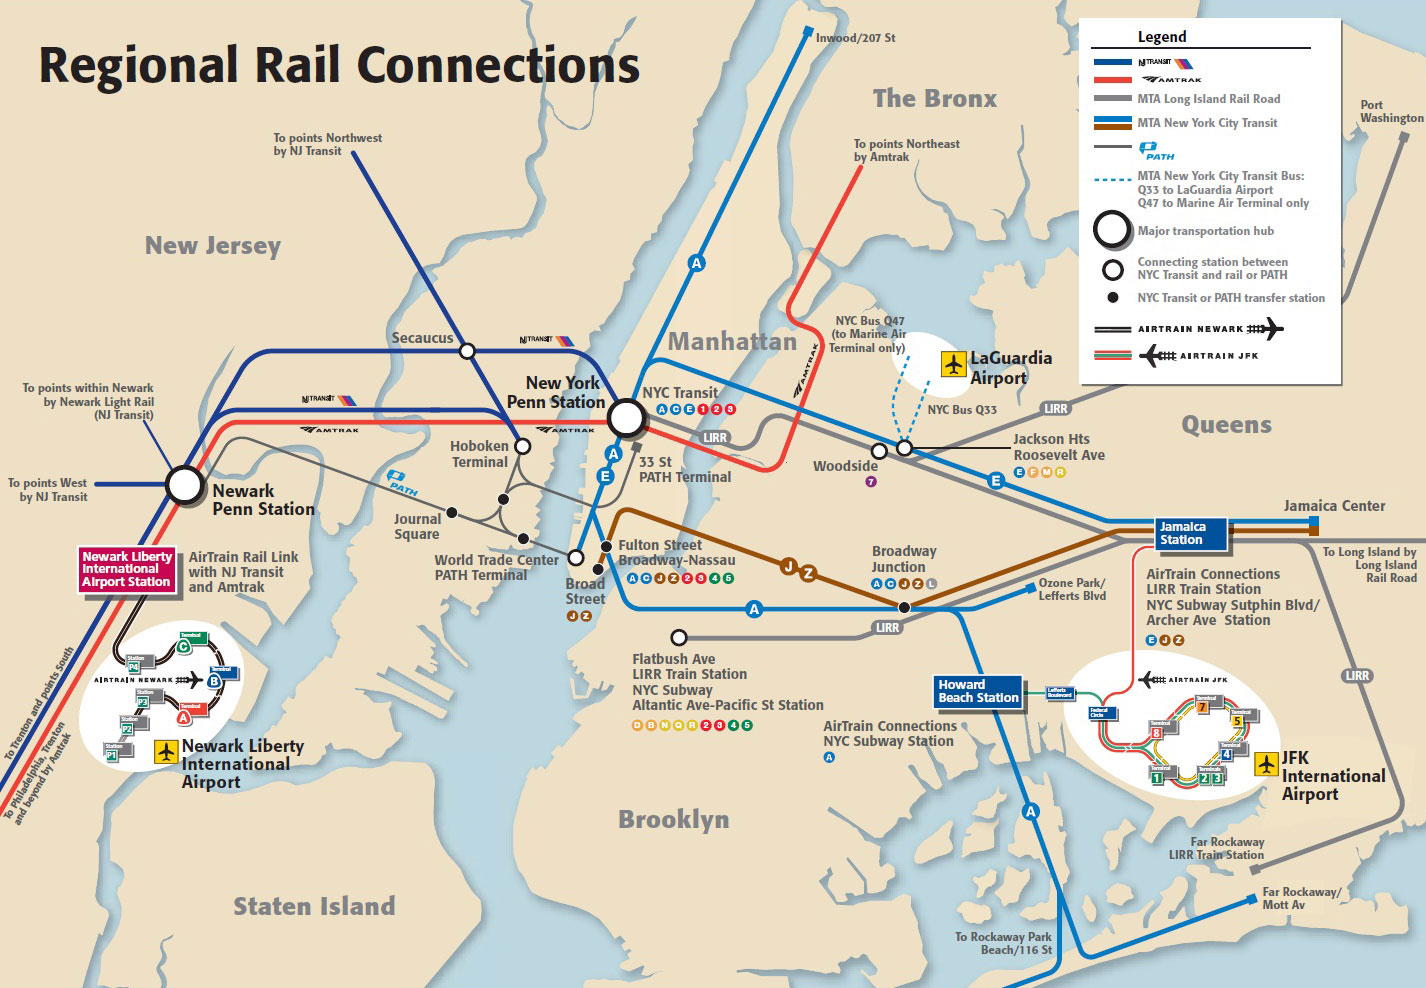 Regional Rail Connections
Legend
NJ TRANSIT
AMTRAK
MTA Long Island Rail Road
MTA New York City Transit
PATH
MTA New York City Transit Bus:
Q33 to LaGuardia Airport
Q47 to Marine Air Terminal only
Major transportation hub
Connecting station between
NYC Transit and rail or PATH
NYC Transit or PATH transfer station
AIRTRAIN NEWARK
AIRTRAIN JFK
Inwood/207 St
The Bronx
Port
Washington
To points Northwest
by NJ Transit
To points Northeast
by Amtrak
New Jersey
A
Secaucus
NJ TRANSIT
Manhattan
NYC Bus Q47
(to Marine Air
Terminal only)
LaGuardia
Airport
AMTRAK
To points within Newark
by Newark Light Rail
(NJ Transit)
NJ TRANSIT
AMTRAK
New York
Penn Station
NYC Transit
A C E 1 2 3
AMTRAK
NYC Bus Q33
LIRR
LIRR
Queens
Hoboken
Terminal
A
E
33 St
PATH Terminal
Woodside
7
Jackson Hts
Roosevelt Ave
E F M R
E
To points West
by NJ Transit
Newark
Penn Station
PATH
Journal
Square
World Trade Center
PATH Terminal
Fulton Street
Broadway-Nassau
A C J Z 2 3 4 5
Broad
Street
J Z
J Z
Broadway
Junction
A C J Z L
Jamaica Center
Jamaica
Station
To Long Island by
Long Island
Rail Road
Newark Liberty
International
Airport Station
AirTrain Rail Link
with NJ Transit
and Amtrak
A
Ozone Park/
Lefferts Blvd
AirTrain Connections
LIRR Train Station
NYC Subway Sutphin Blvd/
Archer Ave Station
E J Z
LIRR
Flatbush Ave
LIRR Train Station
NYC Subway
Altantic Ave-Pacific St Station
D B N Q R 2 3 4 5
LIRR
Howard
Beach Station
Lefferts
Boulevard
Federal
Circle
AIRTRAIN JFK
Terminal
7
Terminal
5
Terminal
8
Terminal
4
Terminal
1
Terminals
2 3
AirTrain Connections
NYC Subway Station
A
JFK
International
Airport
Terminal
C
Station
P4
Terminal
B
AIRTRAIN NEWARK
Station
P3
Terminal
A
Station
P2
Station
P1
Newark Liberty
International
Airport
To Trenton and points South
To Philadelphia, Trenton
and beyond by Amtrak
Brooklyn
A
Far Rockaway
LIRR Train Station
Far Rockaway/
Mott Av
Staten Island
To Rockaway Park
Beach/116 St